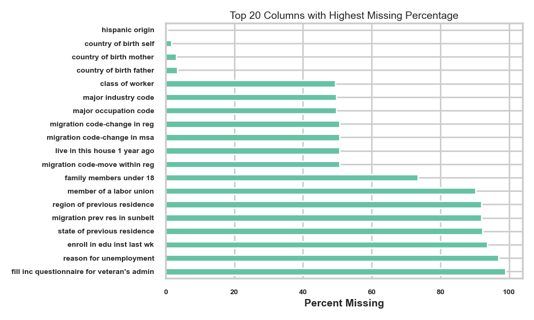 Top 20 Columns with Highest Missing Percentage
hispanic origin
country of birth self
country of birth mother
country of birth father
class of worker
major industry code
major occupation code
migration code-change in reg
migration code-change in msa
live in this house 1 year ago
migration code-move within reg
family members under 18
member of a labor union
region of previous residence
migration prev res in sunbelt
state of previous residence
enroll in edu inst last wk
reason for unemployment
fill inc questionnaire for veteran's admin
0 20 40 60 80 100
Percent Missing